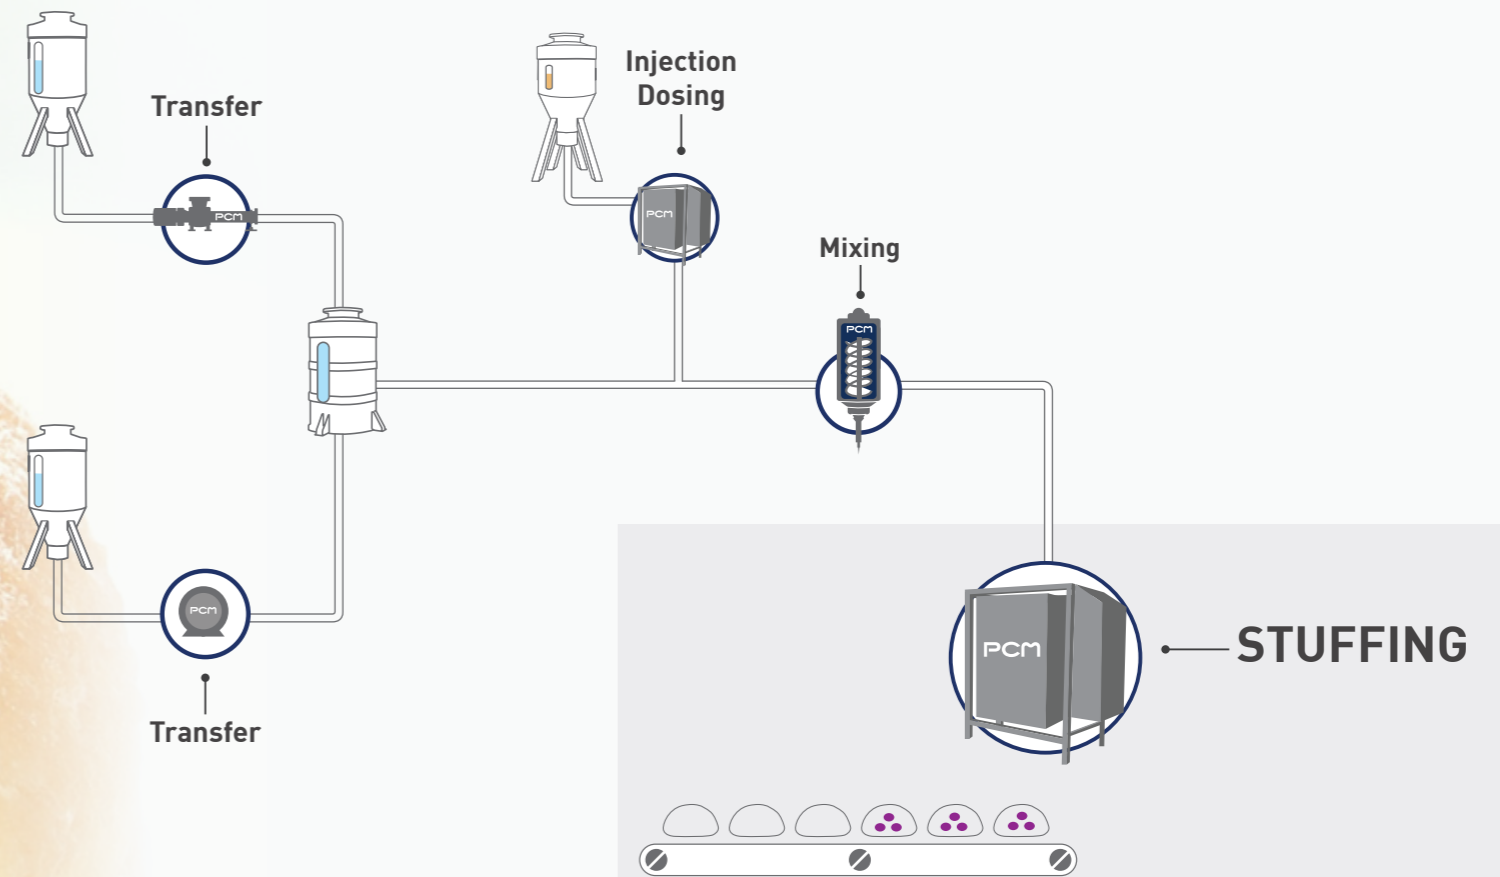 Transfer
PCM
Injection
Dosing
PCM
Mixing
PCM
PCM
Transfer
PCM
STUFFING